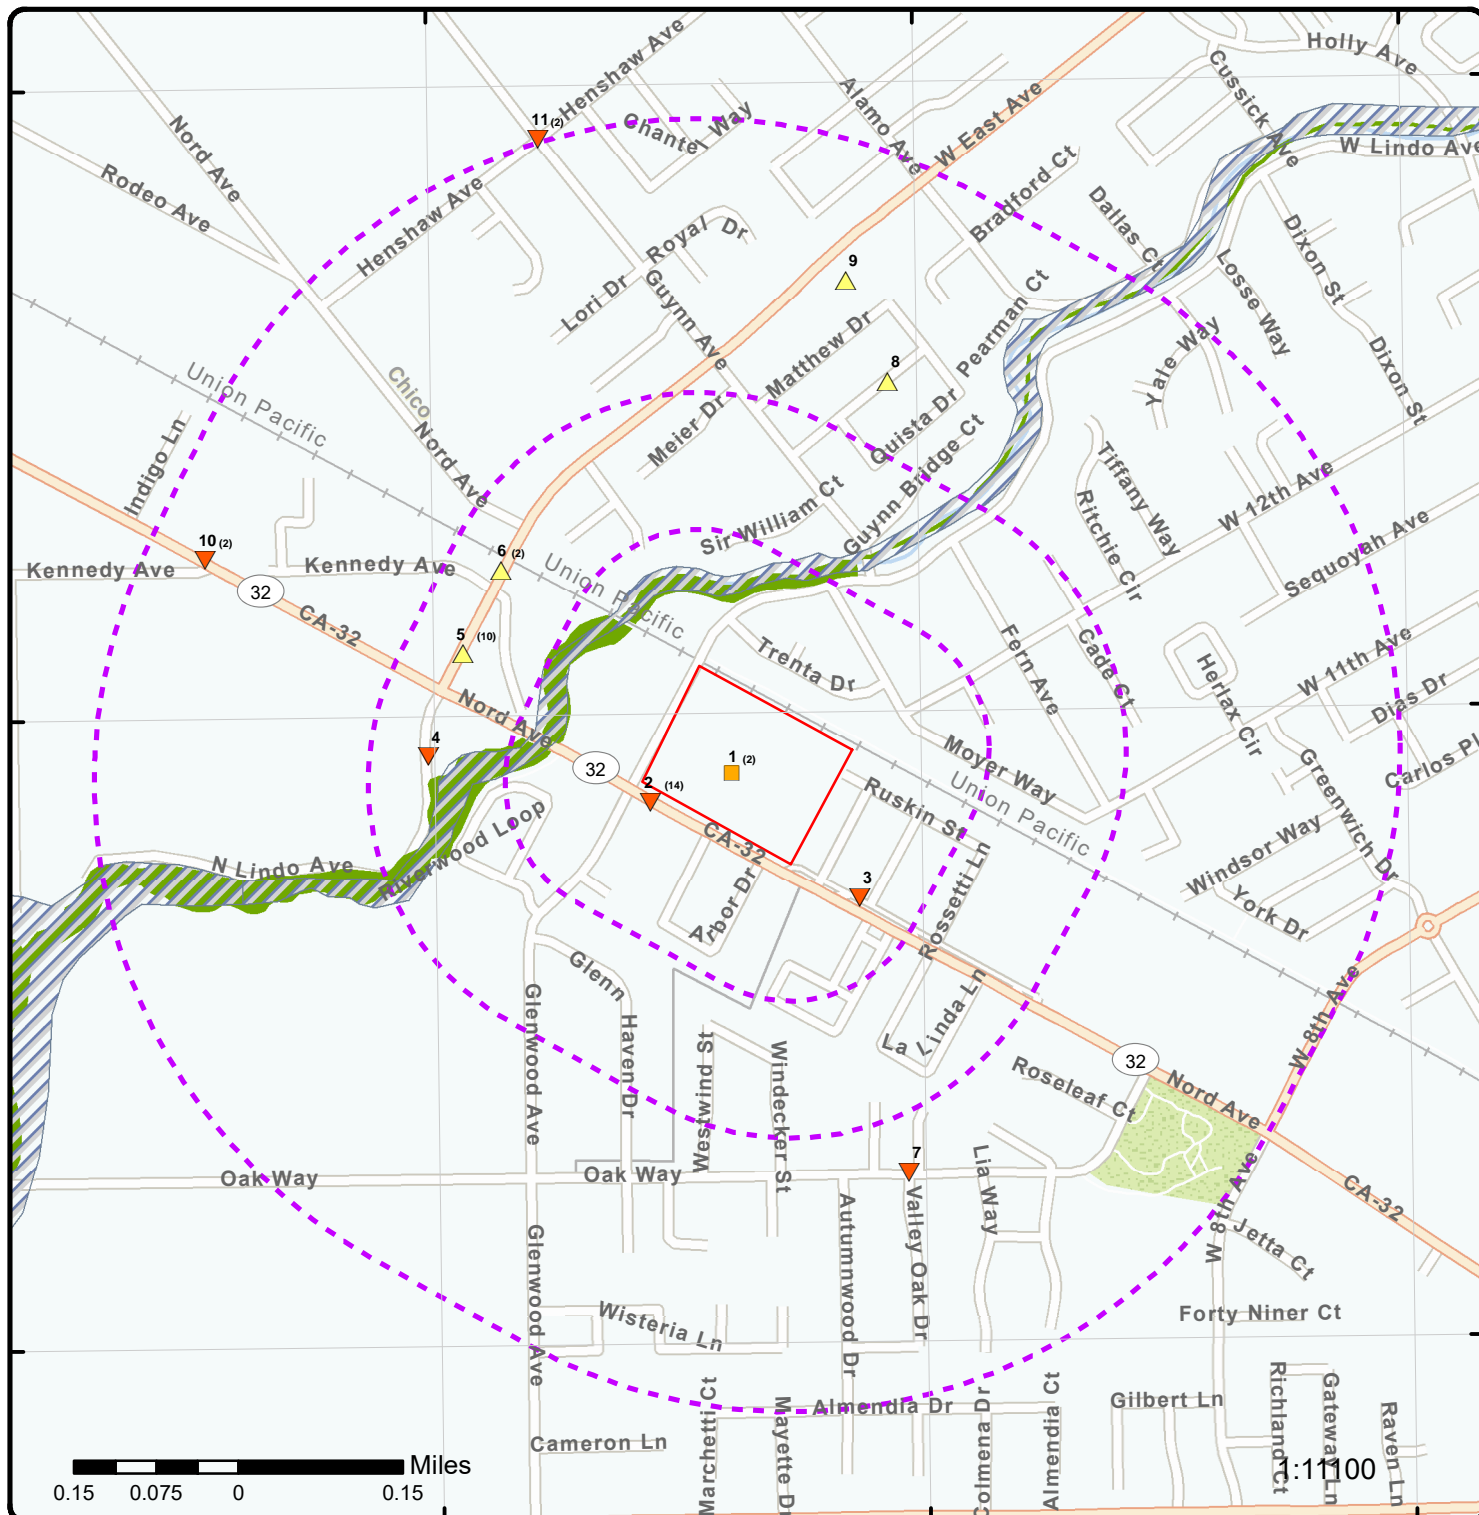 Holly Ave
Henshaw Ave
11 (2)
Chantel Way
Alamo Ave
W East Ave
Cussick Ave
W Lindo Ave
Nord Ave
Rodeo Ave
Henshaw Ave
Bradford Ct
Dallas Ct
Royal Dr
Lori Dr
Guynn Ave
9
Pearman Ct
Dixon St
Losse Way
Matthew Dr
8
Yale Way
Dixon St
Union Pacific
Chico
Nord Ave
Meier Dr
Quista Dr
Guynn Bridge Ct
Indigo Ln
Tiffany Way
Ritchie Cir
W 12th Ave
Sir William Ct
Sequoyah Ave
10 (2)
Kennedy Ave
Kennedy Ave
6 (2)
Union Pacific
32
CA-32
5 (10)
Trenta Dr
Fern Ave
Cade Ct
Herlax Cir
W 11th Ave
Dias Dr
Nord Ave
4
32
1 (2)
2 (14)
Moyer Way
Union Pacific
Greenwich Dr
Carlos Pl
Ruskin St
CA-32
Riverwood Loop
N Lindo Ave
3
Windsor Way
York Dr
Arbor Dr
Rossetti Ln
Glenn
Haven Dr
Glenwood Ave
Westwind St
Windecker St
La Linda Ln
W 8th Ave
32
Roseleaf Ct
Nord Ave
7
Oak Way
Oak Way
Lia Way
W 8th Ave
CA-32
Jetta Ct
Glenwood Ave
Autumnwood Dr
Valley Oak Dr
Wisteria Ln
Forty Niner Ct
Marchetti Ct
Mayette D
Almendia Dr
Colmena Dr
Almendia Ct
Gilbert Ln
Richland Ct
Gateway Ln
Raven Ln
Cameron Ln
Miles
0.15 0.075 0 0.15
1:11100